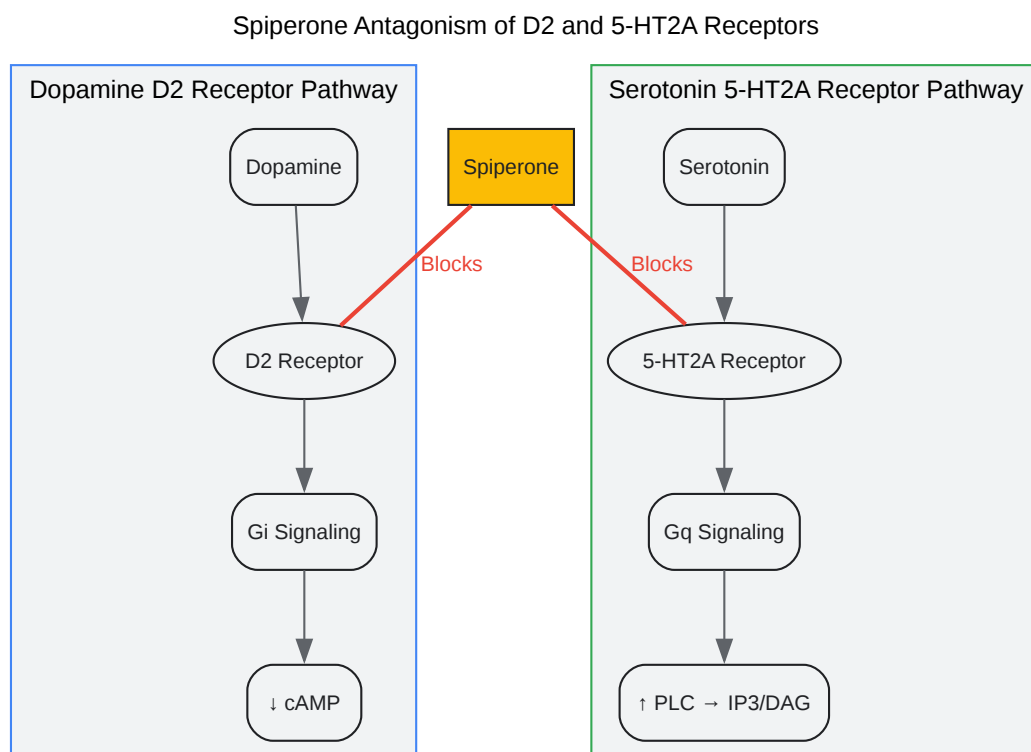 Spiperone Antagonism of D2 and 5-HT2A Receptors
Dopamine D2 Receptor Pathway
Serotonin 5-HT2A Receptor Pathway
Dopamine
Spiperone
Serotonin
Blocks
Blocks
D2 Receptor
5-HT2A Receptor
Gi Signaling
Gq Signaling
↓ cAMP
↑ PLC → IP3/DAG